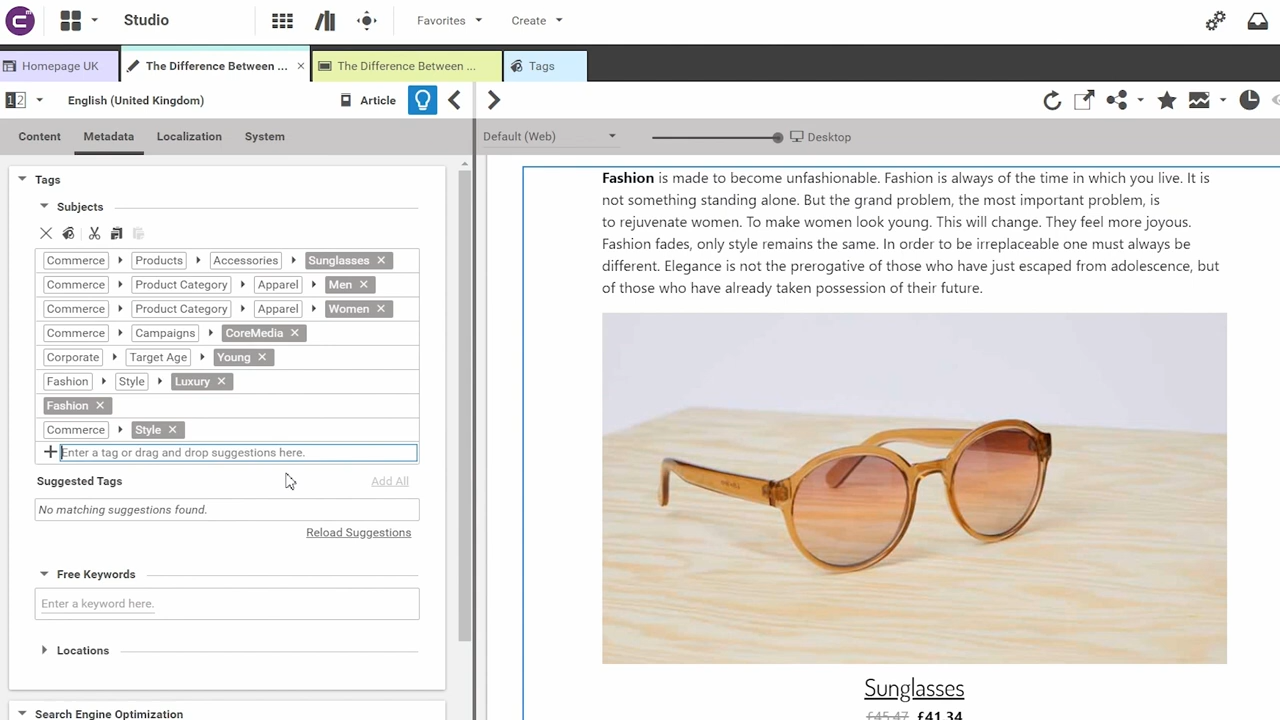 Studio
Favorites
Create
Homepage UK
The Difference Between ...
The Difference Between ...
Tags
English (United Kingdom)
Article
Content
Metadata
Localization
System
Default (Web)
Desktop
Tags
Subjects
Commerce Products Accessories Sunglasses
Commerce Product Category Apparel Men
Commerce Product Category Apparel Women
Commerce Campaigns CoreMedia
Corporate Target Age Young
Fashion Style Luxury
Fashion
Commerce Style
Enter a tag or drag and drop suggestions here.
Suggested Tags
Add All
No matching suggestions found.
Reload Suggestions
Free Keywords
Enter a keyword here.
Locations
Search Engine Optimization
Fashion is made to become unfashionable. Fashion is always of the time in which you live. It is
not something standing alone. But the grand problem, the most important problem, is
to rejuvenate women. To make women look young. This will change. They feel more joyous.
Fashion fades, only style remains the same. In order to be irreplaceable one must always be
different. Elegance is not the prerogative of those who have just escaped from adolescence, but
of those who have already taken possession of their future.
Sunglasses
£45.47 £41.34